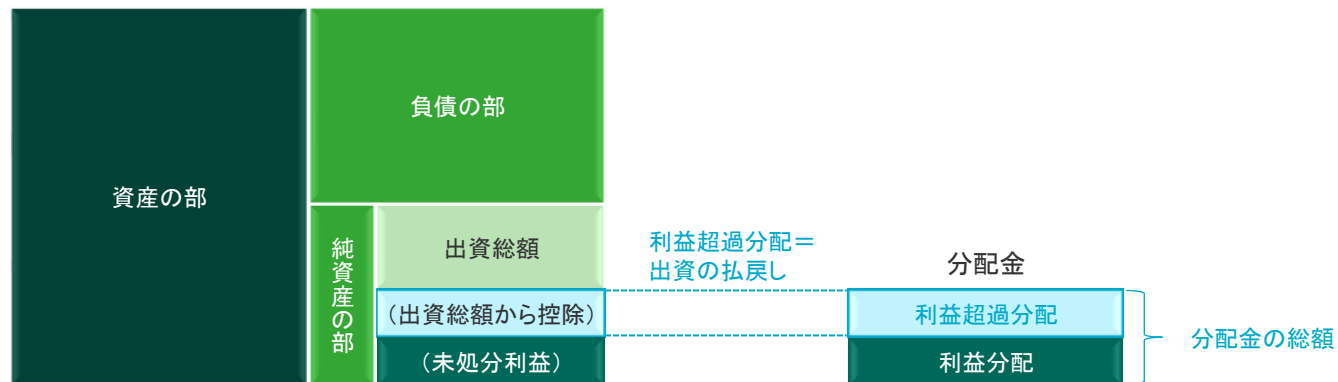 資産の部
負債の部
純資産の部
出資総額
（出資総額から控除）
（未処分利益）
利益超過分配＝
出資の払戻し
分配金
利益超過分配
利益分配
分配金の総額